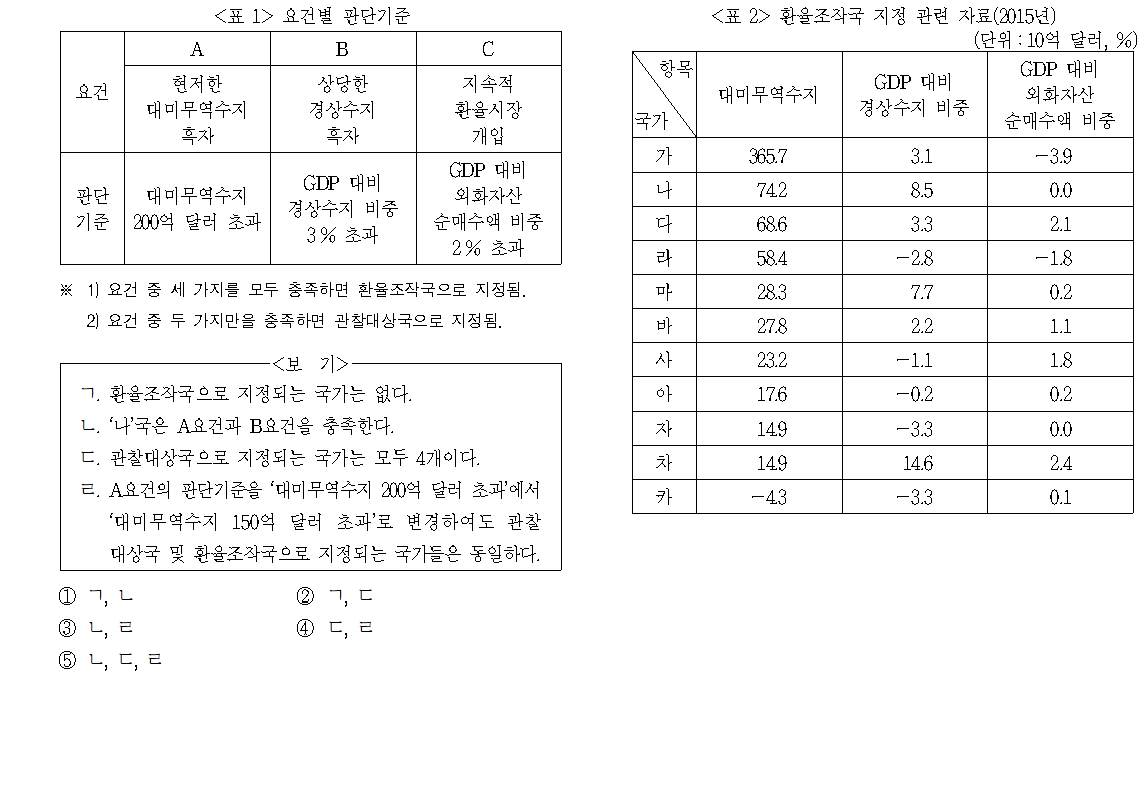 <표 1> 요건별 판단기준
요건
A
B
C
현저한
대미무역수지
흑자
상당한
경상수지
흑자
지속적
환율시장
개입
판단
기준
대미무역수지
200억 달러 초과
GDP 대비
경상수지 비중
3% 초과
GDP 대비
외화자산
순매수액 비중
2% 초과
※ 1) 요건 중 세 가지를 모두 충족하면 환율조작국으로 지정됨.
2) 요건 중 두 가지만을 충족하면 관찰대상국으로 지정됨.
<보 기>
ㄱ. 환율조작국으로 지정되는 국가는 없다.
ㄴ. ‘나’국은 A요건과 B요건을 충족한다.
ㄷ. 관찰대상국으로 지정되는 국가는 모두 4개이다.
ㄹ. A요건의 판단기준을 ‘대미무역수지 200억 달러 초과’에서
‘대미무역수지 150억 달러 초과’로 변경하여도 관찰
대상국 및 환율조작국으로 지정되는 국가들은 동일하다.
① ㄱ, ㄴ
② ㄱ, ㄷ
③ ㄴ, ㄹ
④ ㄷ, ㄹ
⑤ ㄴ, ㄷ, ㄹ
<표 2> 환율조작국 지정 관련 자료(2015년)
(단위 : 10억 달러, %)
항목
국가
대미무역수지
GDP 대비
경상수지 비중
GDP 대비
외화자산
순매수액 비중
가 365.7 3.1 −3.9
나 74.2 8.5 0.0
다 68.6 3.3 2.1
라 58.4 −2.8 −1.8
마 28.3 7.7 0.2
바 27.8 2.2 1.1
사 23.2 −1.1 1.8
아 17.6 −0.2 0.2
자 14.9 −3.3 0.0
차 14.9 14.6 2.4
카 −4.3 −3.3 0.1